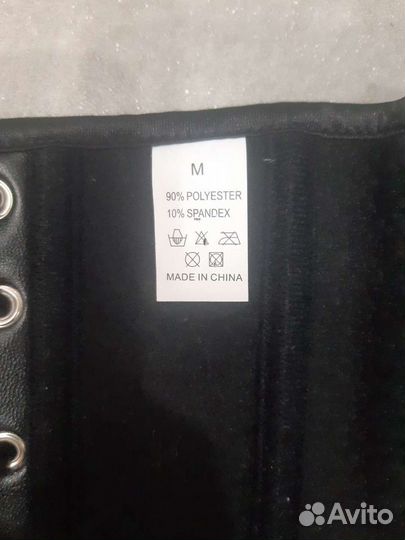 M
90% POLYESTER
10% SPANDEX
MADE IN CHINA
Avito